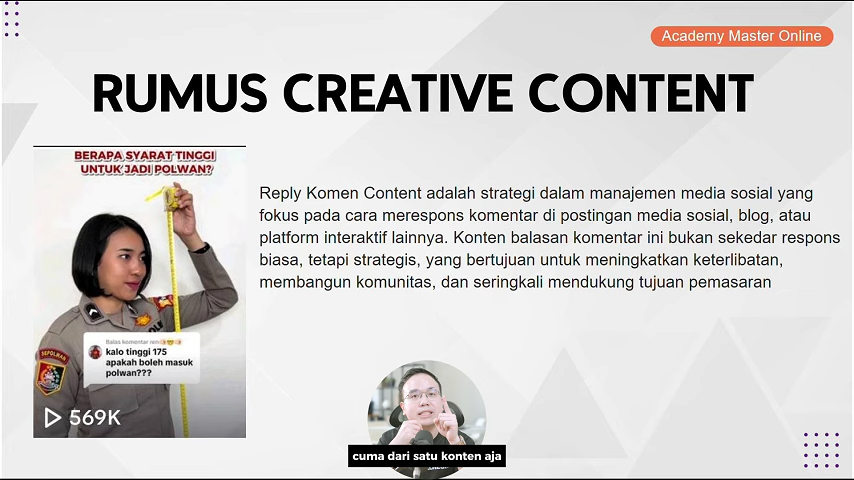 Academy Master Online
RUMUS CREATIVE CONTENT
BERAPA SYARAT TINGGI
UNTUK JADI POLWAN?
Reply Komen Content adalah strategi dalam manajemen media sosial yang
fokus pada cara merespons komentar di postingan media sosial, blog, atau
platform interaktif lainnya. Konten balasan komentar ini bukan sekedar respons
biasa, tetapi strategis, yang bertujuan untuk meningkatkan keterlibatan,
membangun komunitas, dan seringkali mendukung tujuan pemasaran
Balas komentar
kalo tinggi 175
apakah boleh masuk
polwan???
SEPOLWAN
569K
cuma dari satu konten aja